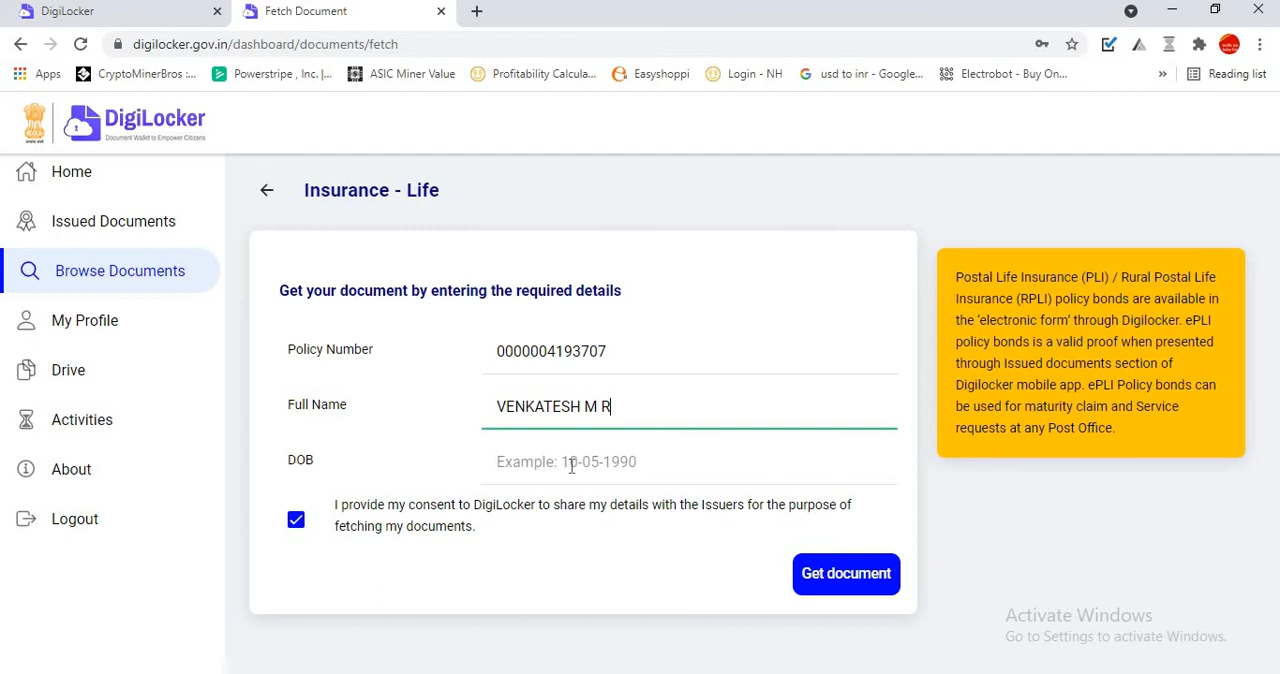 DigiLocker
Fetch Document
digilocker.gov.in/dashboard/documents/fetch
Apps
CryptoMinerBros :...
Powerstripe , Inc. |...
ASIC Miner Value
Profitability Calcula...
Easyshoppi
Login - NH
usd to inr - Google...
Electrobot - Buy On...
»
Reading list
DigiLocker
Document Wallet to Empower Citizens
Home
Issued Documents
Browse Documents
My Profile
Drive
Activities
About
Logout
Insurance - Life
Get your document by entering the required details
Policy Number
0000004193707
Full Name
VENKATESH M R
DOB
Example: 10-05-1990
I provide my consent to DigiLocker to share my details with the Issuers for the purpose of
fetching my documents.
Get document
Postal Life Insurance (PLI) / Rural Postal Life
Insurance (RPLI) policy bonds are available in
the 'electronic form' through Digilocker. ePLI
policy bonds is a valid proof when presented
through Issued documents section of
Digilocker mobile app. ePLI Policy bonds can
be used for maturity claim and Service
requests at any Post Office.
Activate Windows
Go to Settings to activate Windows.